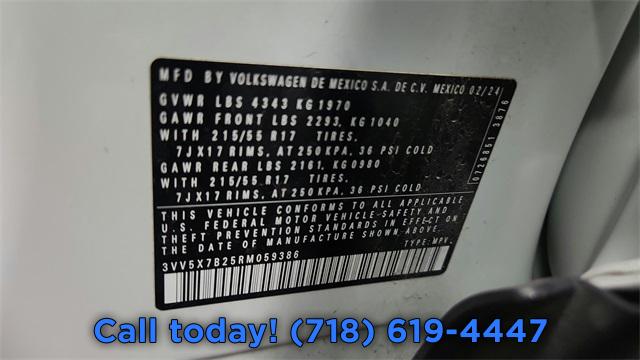 MFD BY VOLKSWAGEN DE MEXICO S.A. DE C.V. MEXICO 02/24
GVWR LBS 4343 KG 1970
GAWR FRONT LBS 2293, KG 1040
WITH 215/55 R17 TIRES.
7JX17 RIMS, AT 250 KPA, 36 PSI COLD
GAWR REAR LBS 2161, KG 0980
WITH 215/55 R17 TIRES.
7JX17 RIMS, AT 250 KPA, 36 PSI COLD
THIS VEHICLE CONFORMS TO ALL APPLICABLE
U.S. FEDERAL MOTOR VEHICLE-SAFETY AND
THEFT PREVENTION STANDARDS IN EFFECT ON
THE DATE OF MANUFACTURE SHOWN ABOVE.
TYPE: MPV.
3VV5X7B25RM059386
0726851 3876
Call today! (718) 619-4447